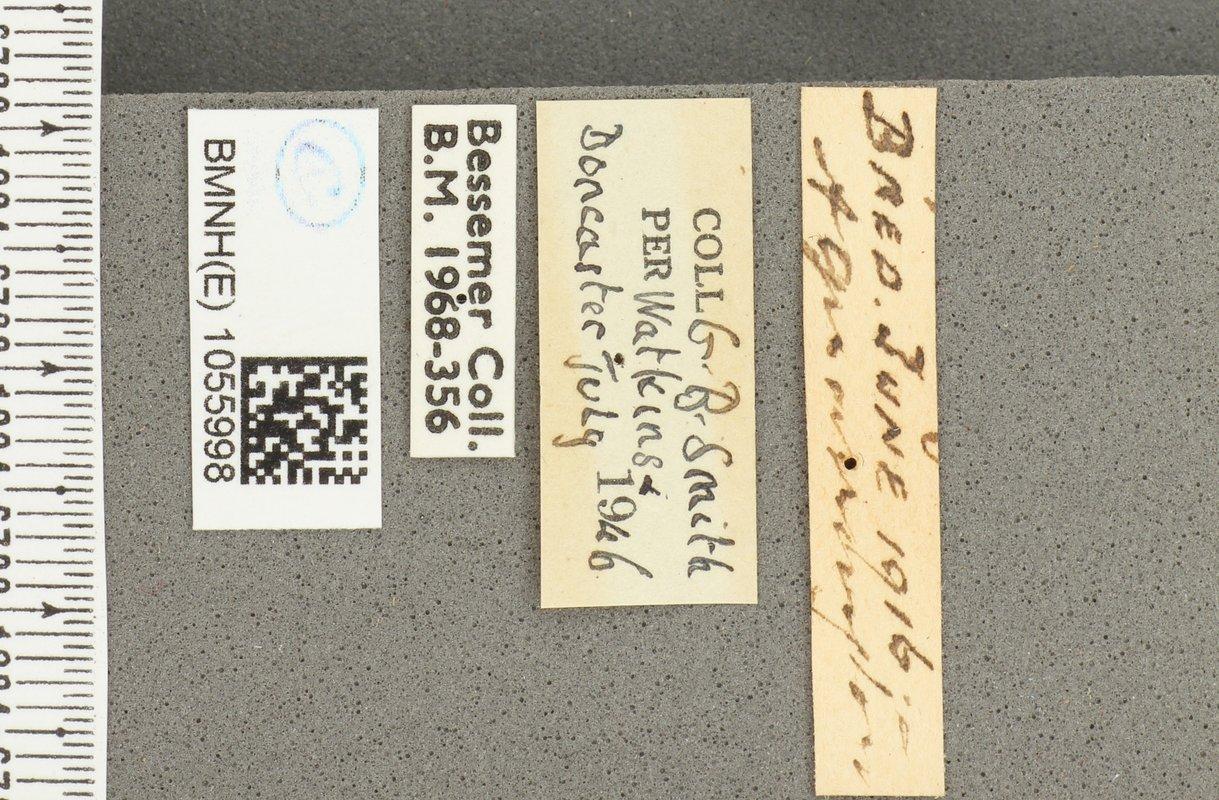 BMNH(E) 1055998
Bessemer Coll.
B.M. 1968-356
COLL G. B. Smith
PER Watkins &
Doncaster July 1946
BRED. JUNE 1916